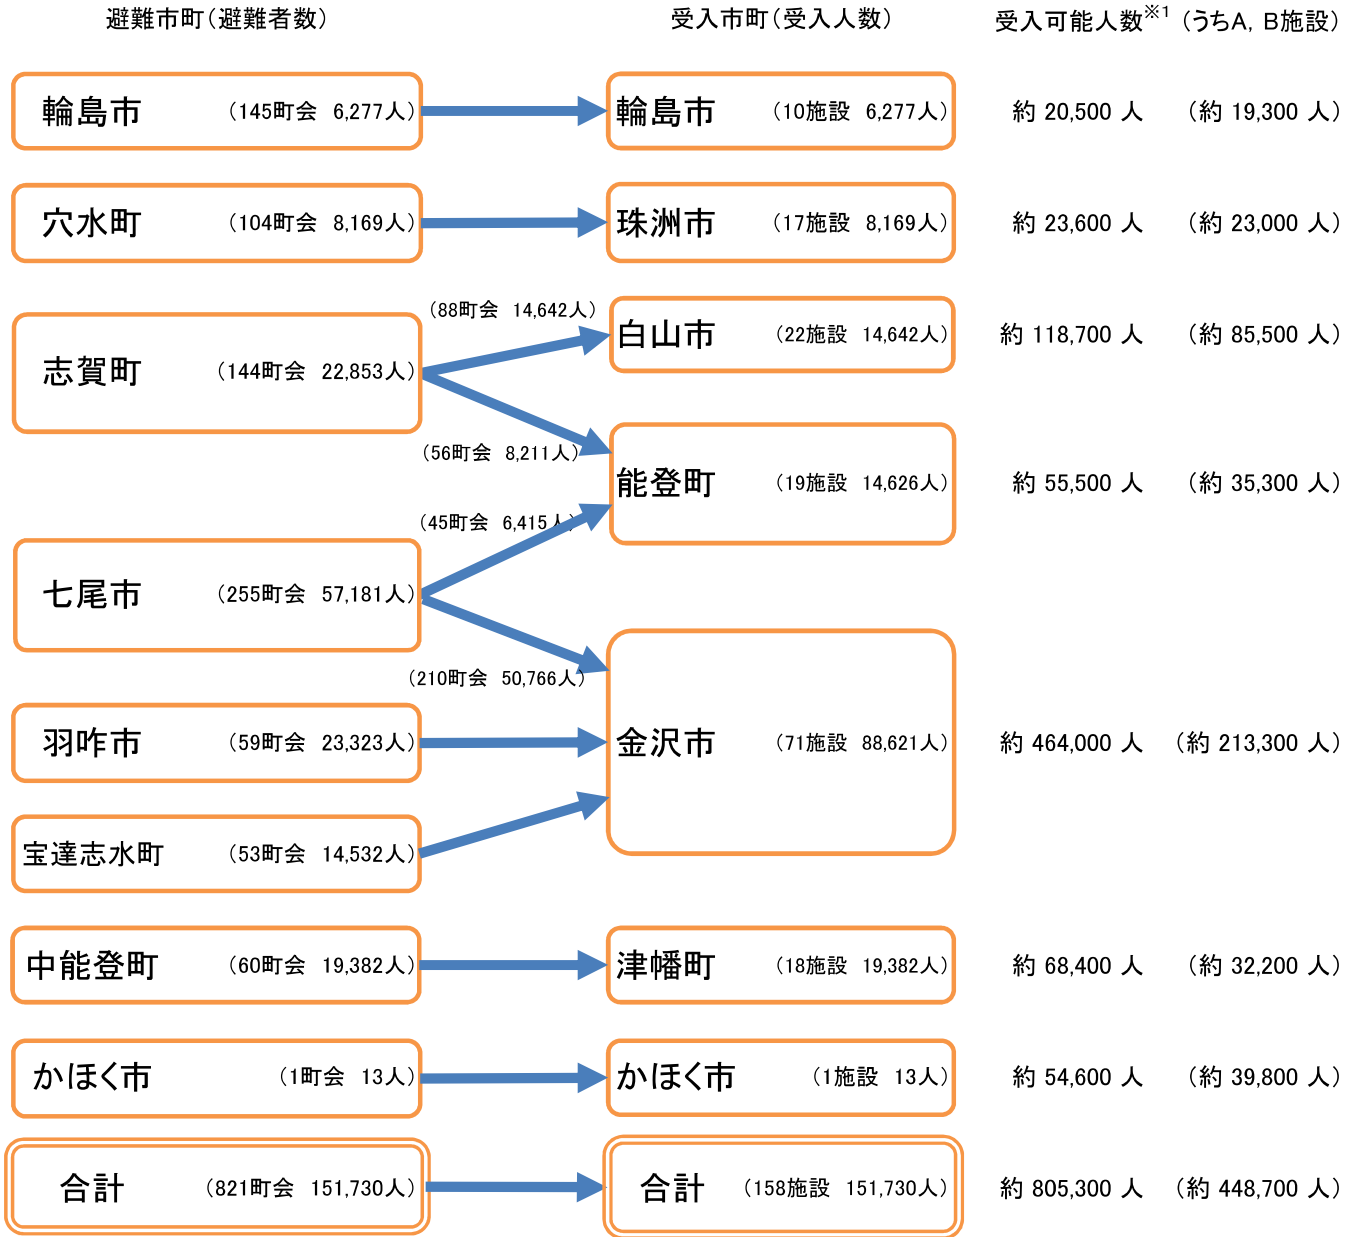 避難市町（避難者数） 受入市町（受入人数） 受入可能人数※1（うちA, B施設）
輪島市 （145町会 6,277人） 輪島市 （10施設 6,277人） 約 20,500 人 （約 19,300 人）
穴水町 （104町会 8,169人） 珠洲市 （17施設 8,169人） 約 23,600 人 （約 23,000 人）
（88町会 14,642人）
白山市 （22施設 14,642人） 約 118,700 人 （約 85,500 人）
志賀町 （144町会 22,853人）
（56町会 8,211人）
能登町 （19施設 14,626人） 約 55,500 人 （約 35,300 人）
（45町会 6,415人）
七尾市 （255町会 57,181人）
（210町会 50,766人）
羽咋市 （59町会 23,323人） 金沢市 （71施設 88,621人） 約 464,000 人 （約 213,300 人）
宝達志水町 （53町会 14,532人）
中能登町 （60町会 19,382人） 津幡町 （18施設 19,382人） 約 68,400 人 （約 32,200 人）
かほく市 （1町会 13人） かほく市 （1施設 13人） 約 54,600 人 （約 39,800 人）
合計 （821町会 151,730人） 合計 （158施設 151,730人） 約 805,300 人 （約 448,700 人）